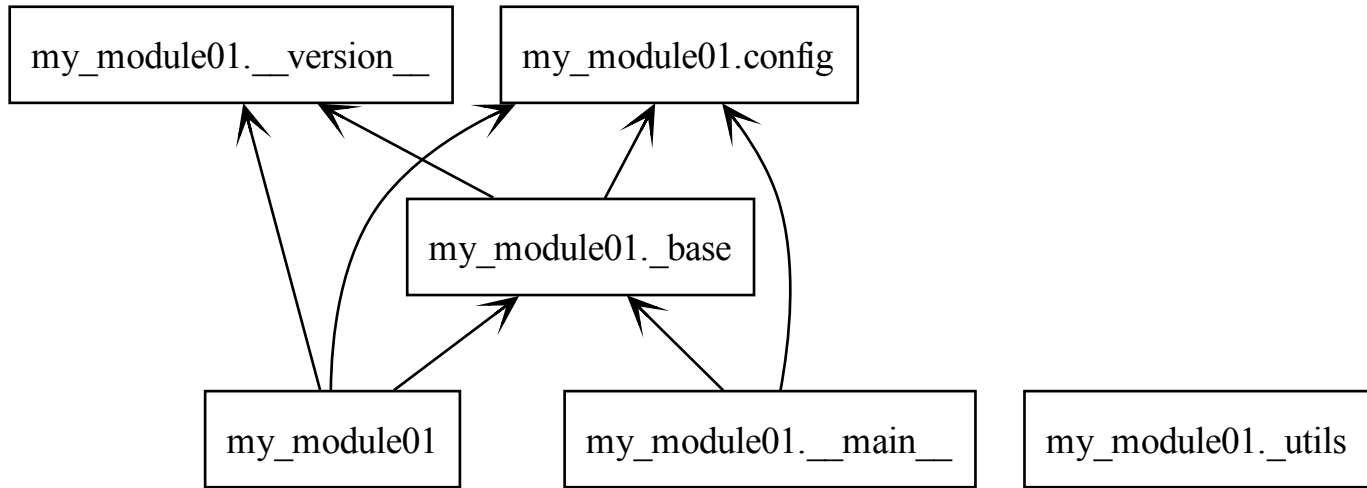 my_module01.__version__
my_module01.config
my_module01._base
my_module01
my_module01.__main__
my_module01._utils